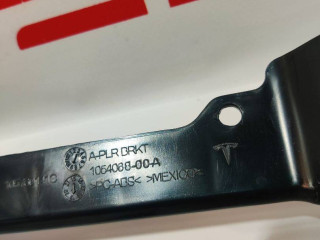 A-PLR BRKT
1054088-00-A
>PC-ABS< >MEXICO<